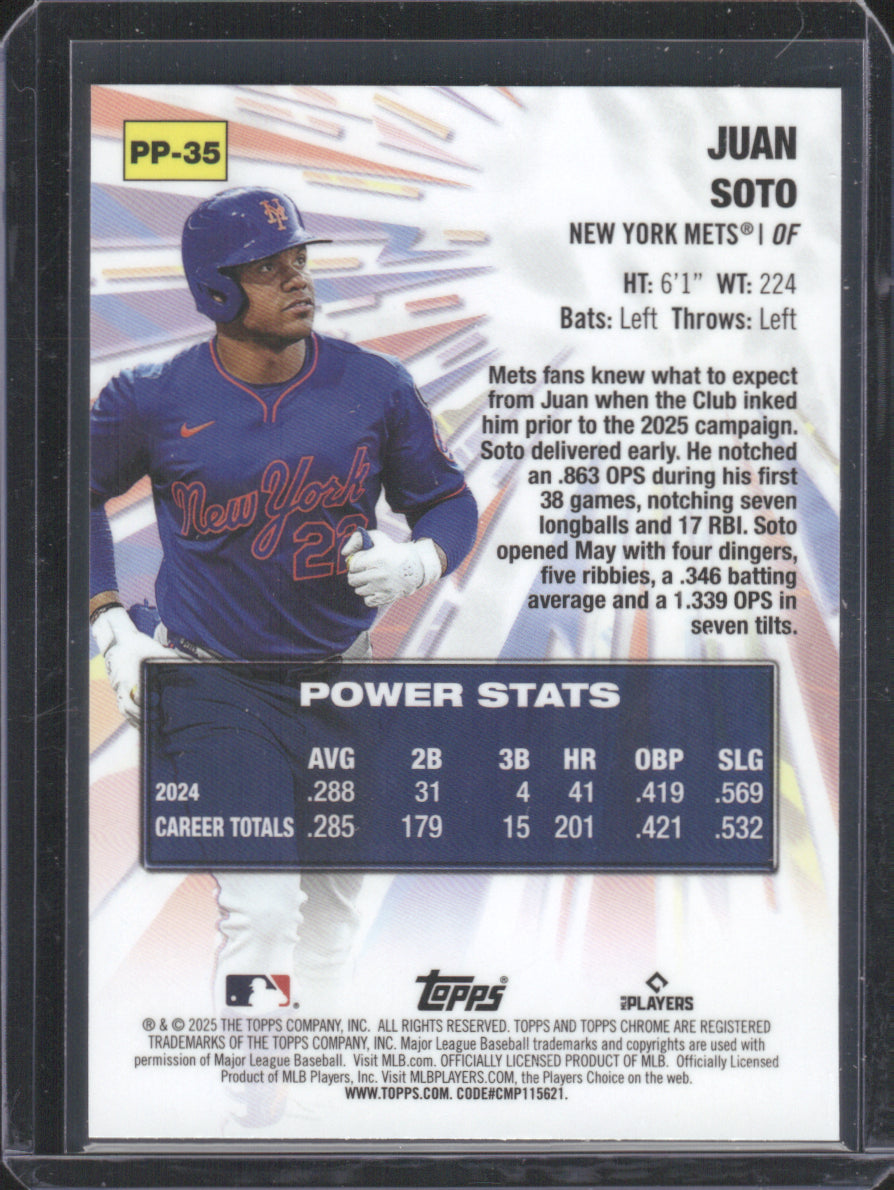 PP-35
JUAN
SOTO
NEW YORK METS® | OF
HT: 6'1" WT: 224
Bats: Left Throws: Left
Mets fans knew what to expect
from Juan when the Club inked
him prior to the 2025 campaign.
Soto delivered early. He notched
an .863 OPS during his first
38 games, notching seven
longballs and 17 RBI. Soto
opened May with four dingers,
five ribbies, a .346 batting
average and a 1.339 OPS in
seven tilts.
NY
New York
22
POWER STATS
AVG 2B 3B HR OBP SLG
2024 .288 31 4 41 .419 .569
CAREER TOTALS .285 179 15 201 .421 .532
® Topps® MLB PLAYERS
® & © 2025 THE TOPPS COMPANY, INC. ALL RIGHTS RESERVED. TOPPS AND TOPPS CHROME ARE REGISTERED
TRADEMARKS OF THE TOPPS COMPANY, INC. Major League Baseball trademarks and copyrights are used with
permission of Major League Baseball. Visit MLB.com. OFFICIALLY LICENSED PRODUCT OF MLB. Officially Licensed
Product of MLB Players, Inc. Visit MLBPLAYERS.COM, the Players Choice on the web.
WWW.TOPPS.COM. CODE#CMP115621.